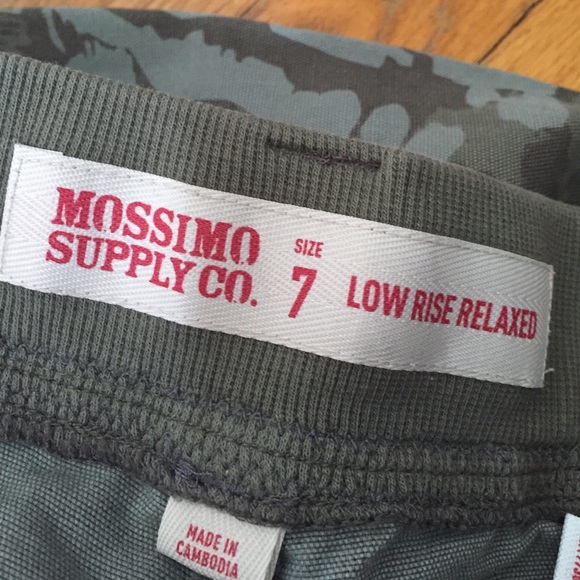 MOSSIMO
SUPPLY CO.
SIZE
7
LOW RISE RELAXED
MADE IN
CAMBODIA